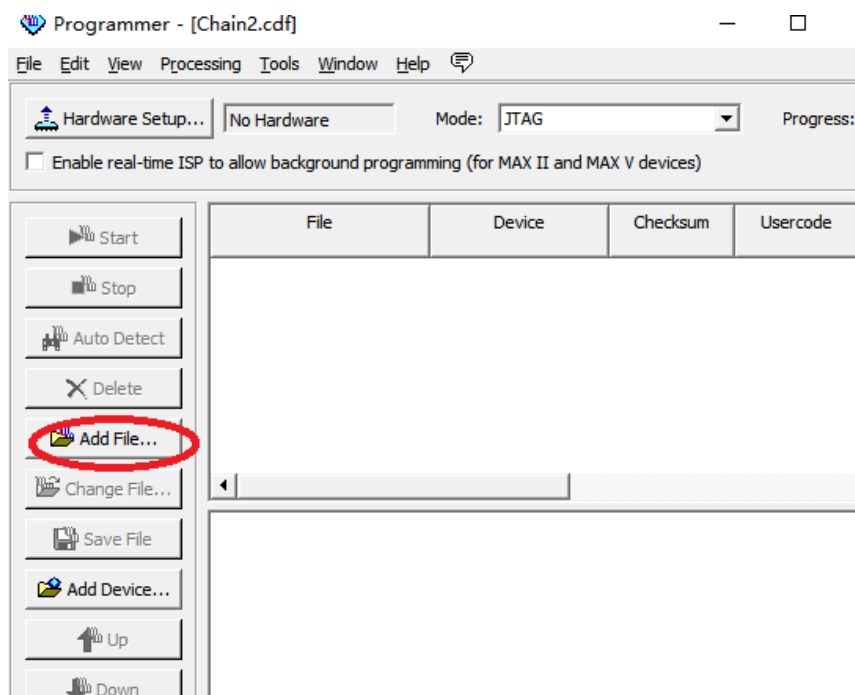 Programmer - [Chain2.cdf]
File Edit View Processing Tools Window Help
Hardware Setup... No Hardware Mode: JTAG Progress:
Enable real-time ISP to allow background programming (for MAX II and MAX V devices)
File Device Checksum Usercode
Start
Stop
Auto Detect
Delete
Add File...
Change File...
Save File
Add Device...
Up
Down